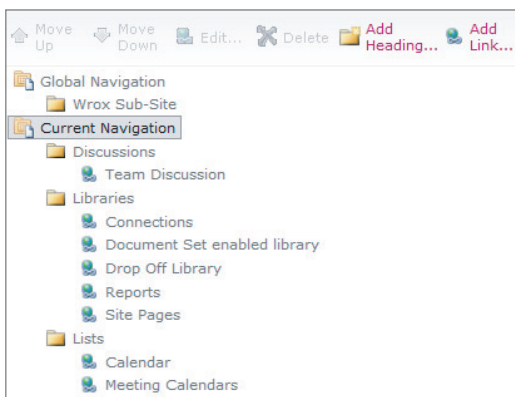 Move Up Move Down Edit... Delete Add Heading... Add Link...
Global Navigation
Wrox Sub-Site
Current Navigation
Discussions
Team Discussion
Libraries
Connections
Document Set enabled library
Drop Off Library
Reports
Site Pages
Lists
Calendar
Meeting Calendars